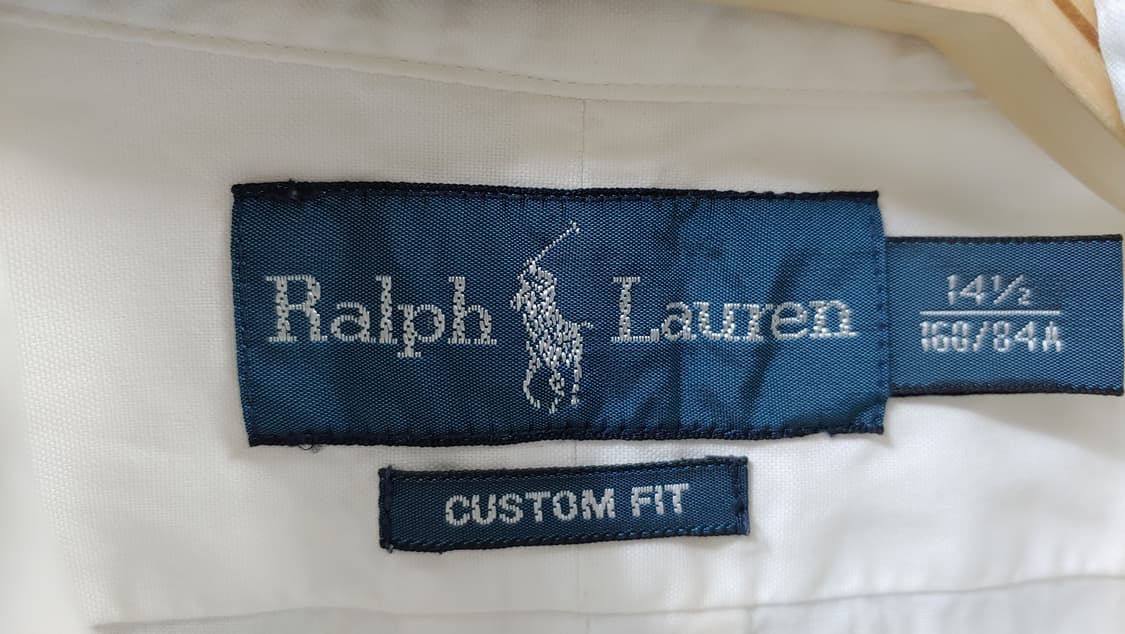 Ralph Lauren
14½
160/84A
CUSTOM FIT